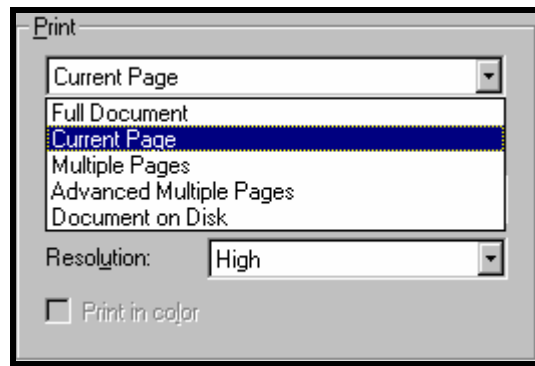 Print
Current Page
Full Document
Current Page
Multiple Pages
Advanced Multiple Pages
Document on Disk
Resolution: High
Print in color